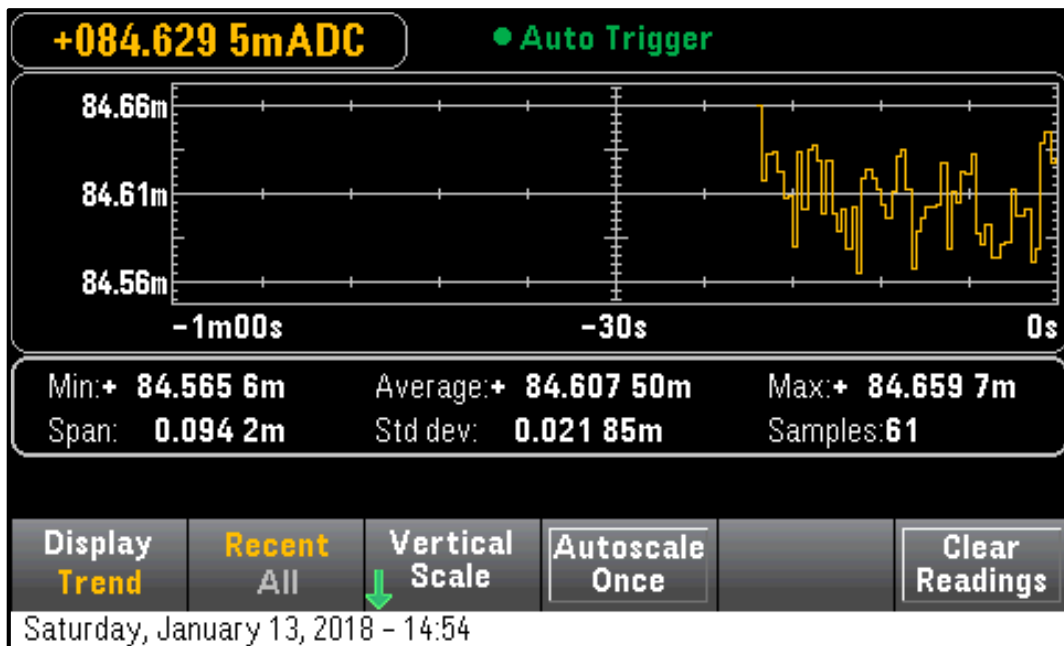 +084.629 5mADC
● Auto Trigger
84.66m
84.61m
84.56m
-1m00s -30s 0s
Min:+ 84.565 6m Average:+ 84.607 50m Max:+ 84.659 7m
Span: 0.094 2m Std dev: 0.021 85m Samples:61
Display Recent Vertical Autoscale Clear
Trend All Scale Once Readings
Saturday, January 13, 2018 - 14:54